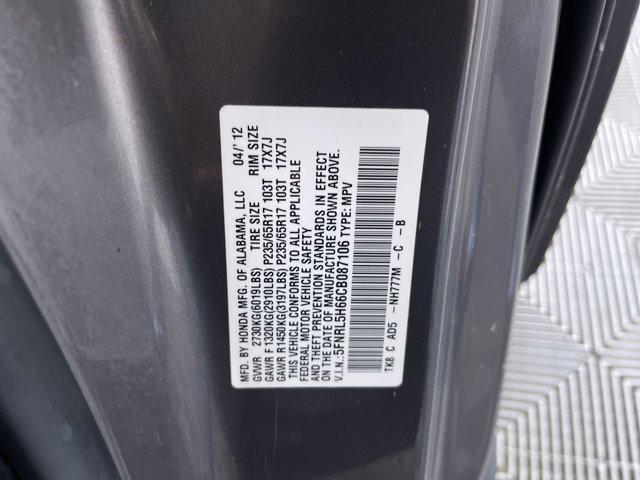 MFD. BY HONDA MFG. OF ALABAMA, LLC 04/' 12
GVWR 2730KG(6019LBS) TIRE SIZE RIM SIZE
GAWR F 1320KG(2910LBS) P235/65R17 103T 17X7J
GAWR R 1450KG(3197LBS) P235/65R17 103T 17X7J
THIS VEHICLE CONFORMS TO ALL APPLICABLE
FEDERAL MOTOR VEHICLE SAFETY
AND THEFT PREVENTION STANDARDS IN EFFECT
ON THE DATE OF MANUFACTURE SHOWN ABOVE.
V.I.N.:5FNRL5H66CB087106 TYPE: MPV
TK8 C AD5 -NH777M -C -B